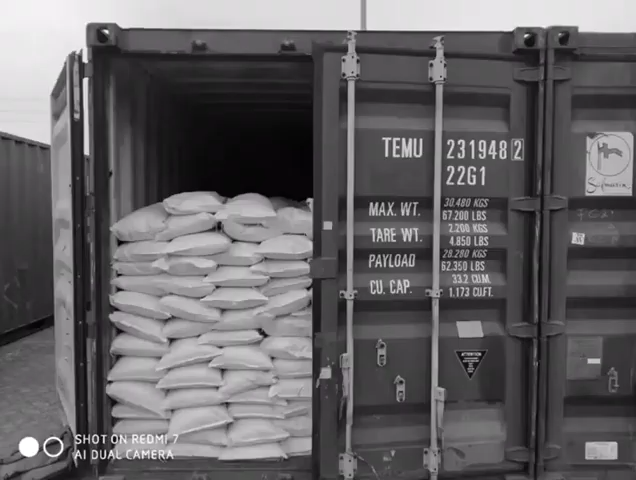 TEMU 231948 2
22G1
MAX. WT. 30.480 KGS
67.200 LBS
TARE WT. 2.200 KGS
4.850 LBS
PAYLOAD 28.280 KGS
62.350 LBS
CU. CAP. 33.2 CU.M.
1.173 CU.FT.
ATTENTION
SHOT ON REDMI 7
AI DUAL CAMERA